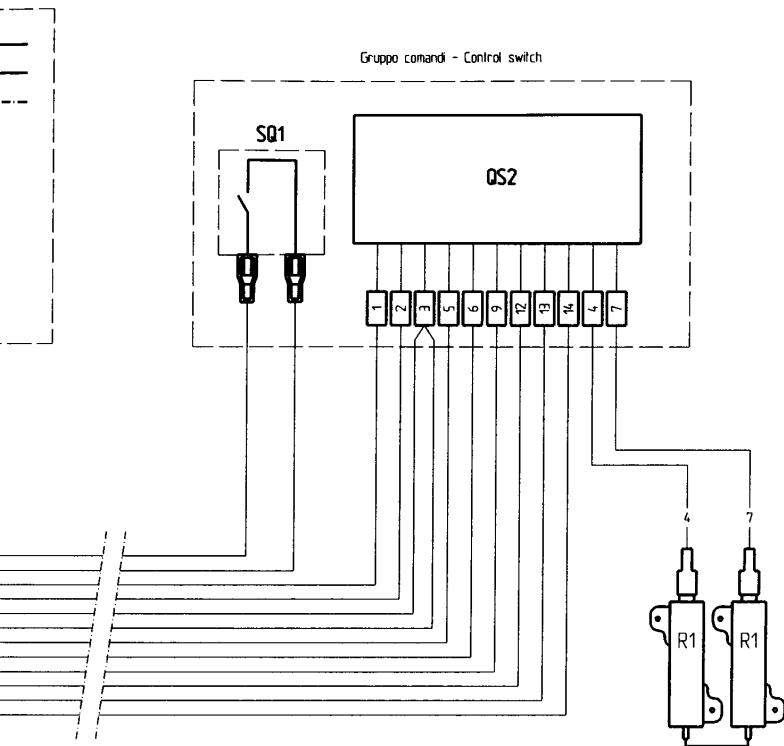 Gruppo comandi - Control switch
SQ1
QS2
1 2 3 5 6 9 12 13 14 4 7
4 7
R1 R1